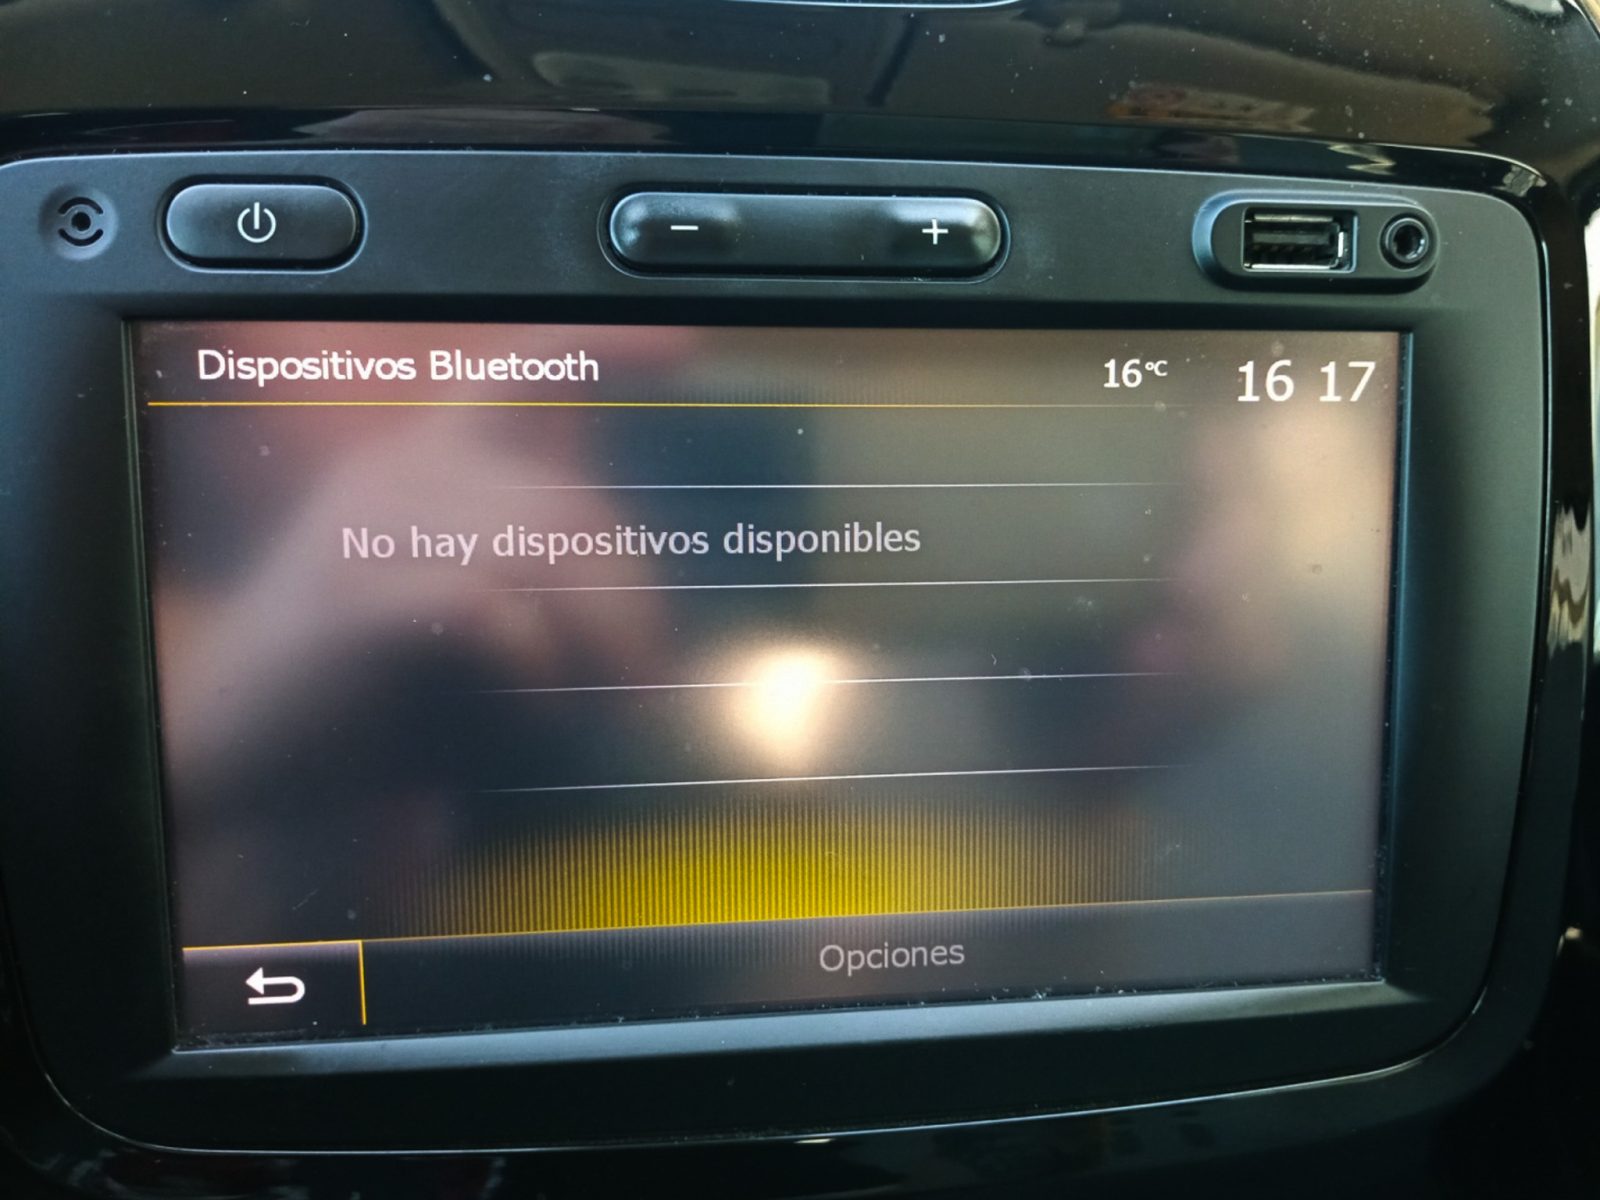 Dispositivos Bluetooth
16°C
16 17
No hay dispositivos disponibles
Opciones